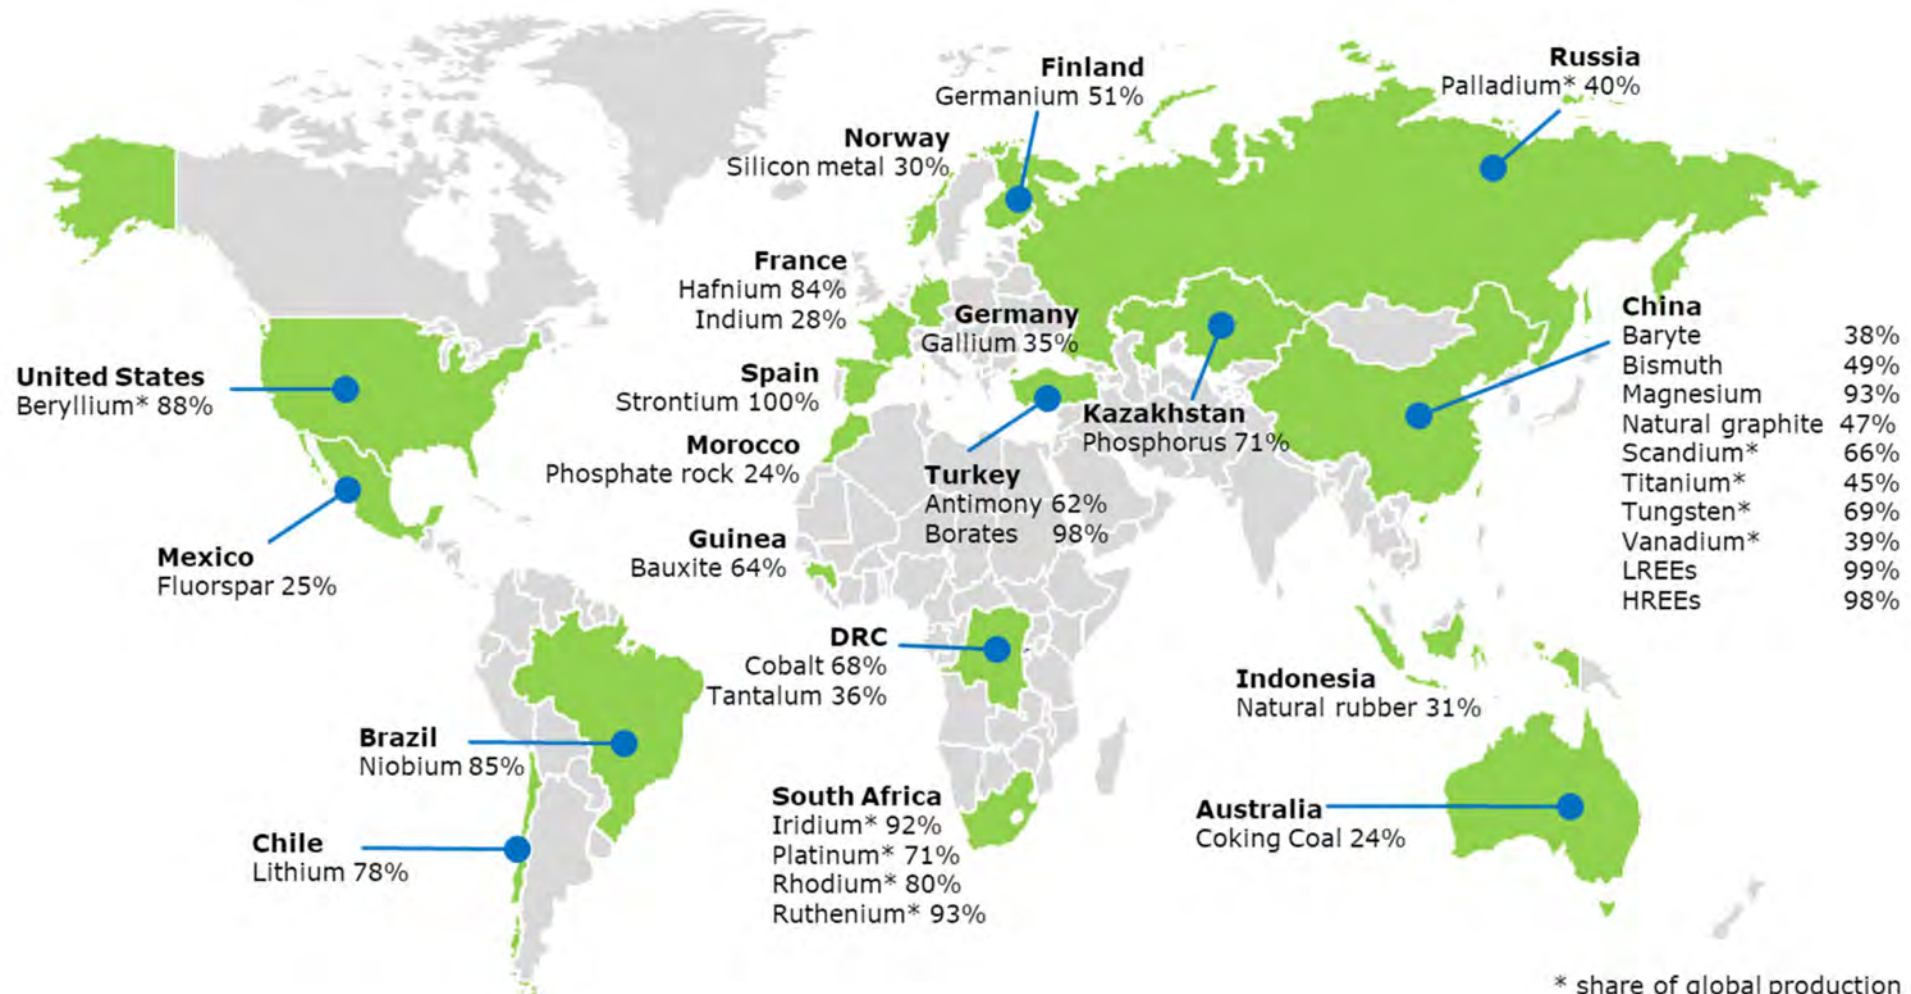 Finland
Germanium 51%
Russia
Palladium* 40%
Norway
Silicon metal 30%
France
Hafnium 84%
Indium 28%
Germany
Gallium 35%
China
Baryte 38%
Bismuth 49%
Magnesium 93%
Natural graphite 47%
Scandium* 66%
Titanium* 45%
Tungsten* 69%
Vanadium* 39%
LREEs 99%
HREEs 98%
United States
Beryllium* 88%
Spain
Strontium 100%
Kazakhstan
Phosphorus 71%
Morocco
Phosphate rock 24%
Turkey
Antimony 62%
Borates 98%
Mexico
Fluorspar 25%
Guinea
Bauxite 64%
DRC
Cobalt 68%
Tantalum 36%
Indonesia
Natural rubber 31%
Brazil
Niobium 85%
South Africa
Iridium* 92%
Platinum* 71%
Rhodium* 80%
Ruthenium* 93%
Australia
Coking Coal 24%
Chile
Lithium 78%
* share of global production